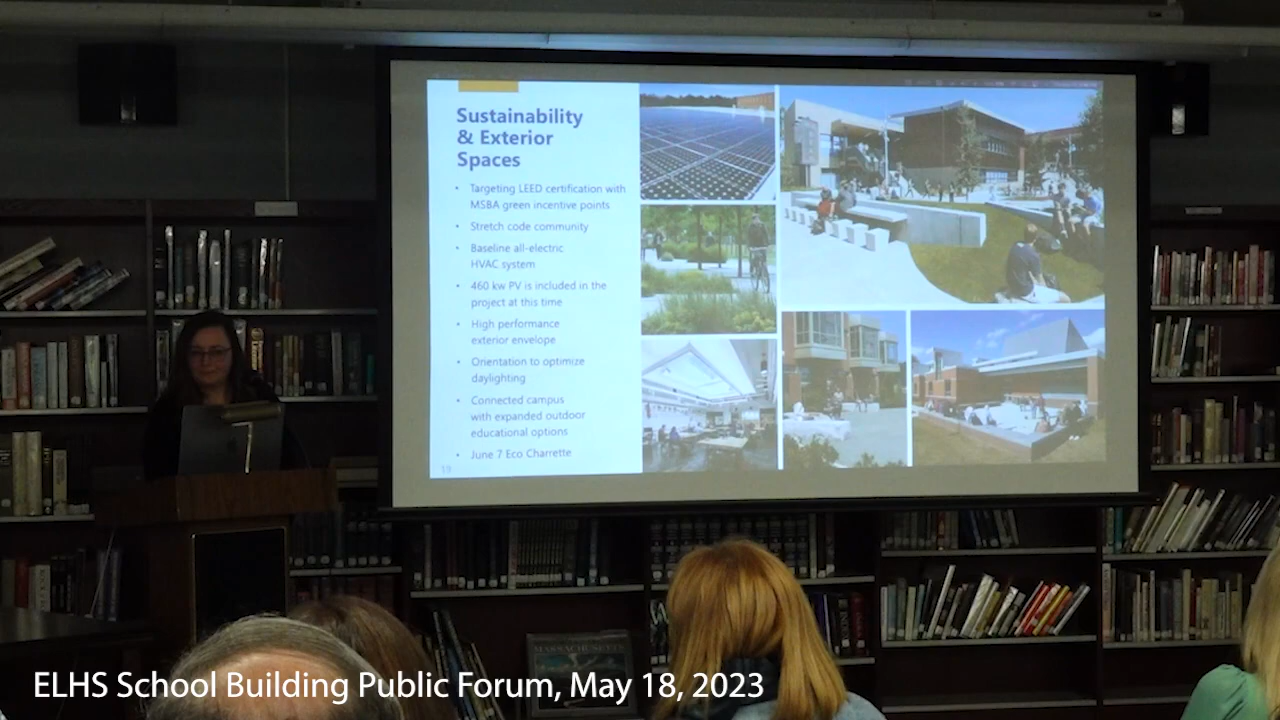 Sustainability
& Exterior
Spaces
• Targeting LEED certification with
MSBA green incentive points
• Stretch code community
• Baseline all-electric
HVAC system
• 460 kw PV is included in the
project at this time
• High performance
exterior envelope
• Orientation to optimize
daylighting
• Connected campus
with expanded outdoor
educational options
• June 7 Eco Charrette
19
MASSACHUSETTS
ELHS School Building Public Forum, May 18, 2023